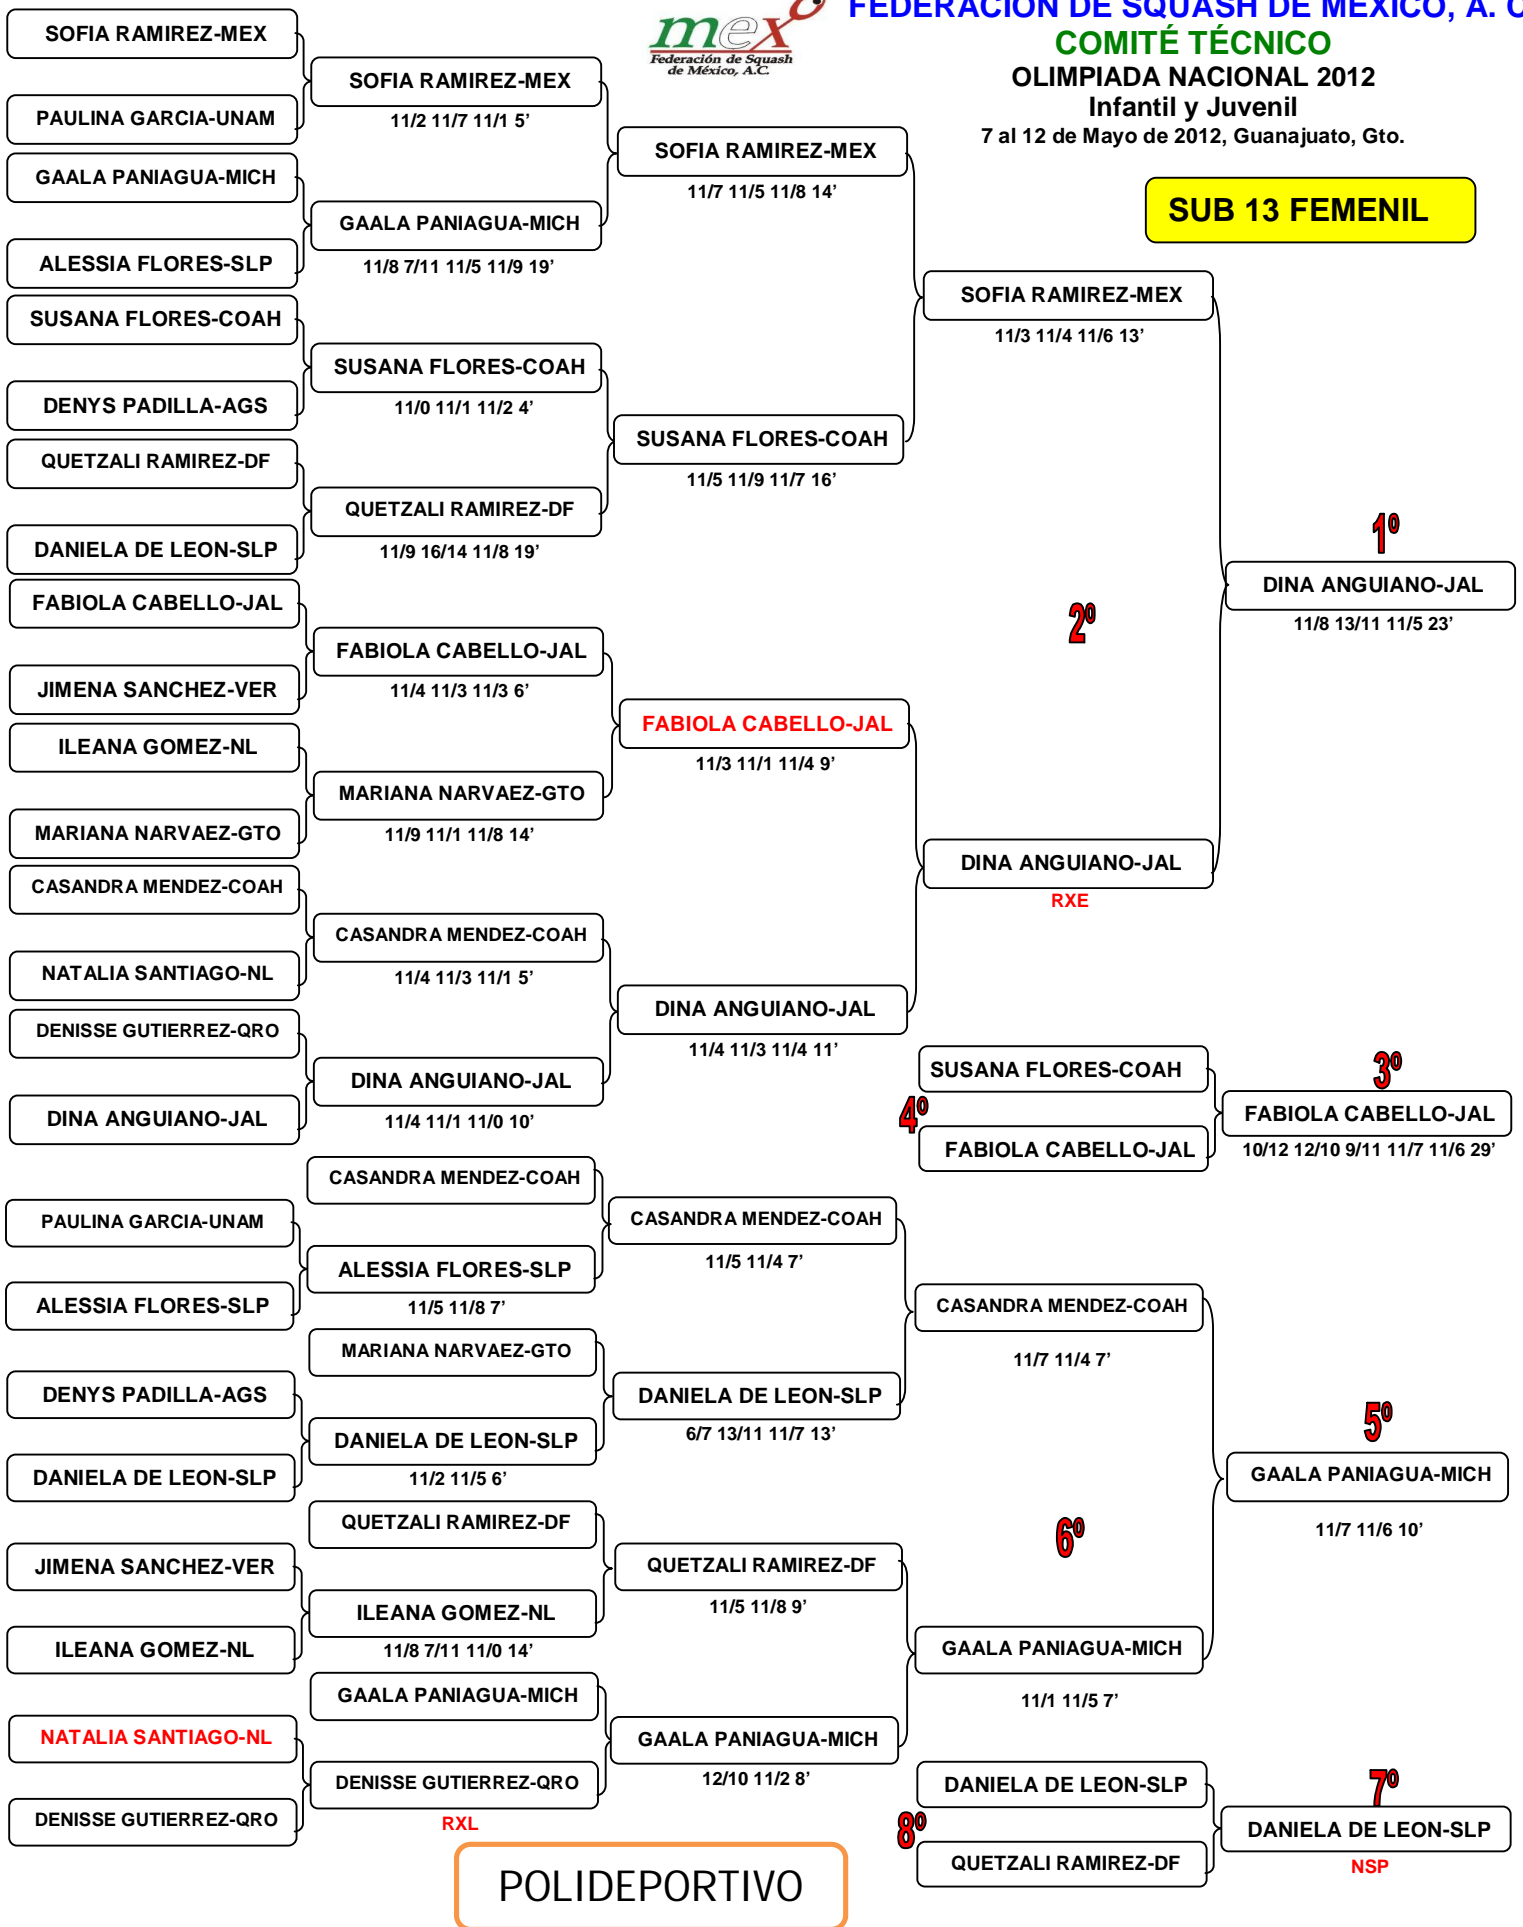 mex
Federación de Squash
de México, A.C.
FEDERACION DE SQUASH DE MEXICO, A. C
COMITÉ TÉCNICO
OLIMPIADA NACIONAL 2012
Infantil y Juvenil
7 al 12 de Mayo de 2012, Guanajuato, Gto.
SUB 13 FEMENIL
SOFIA RAMIREZ-MEX
PAULINA GARCIA-UNAM
GAALA PANIAGUA-MICH
ALESSIA FLORES-SLP
SUSANA FLORES-COAH
DENYS PADILLA-AGS
QUETZALI RAMIREZ-DF
DANIELA DE LEON-SLP
FABIOLA CABELLO-JAL
JIMENA SANCHEZ-VER
ILEANA GOMEZ-NL
MARIANA NARVAEZ-GTO
CASANDRA MENDEZ-COAH
NATALIA SANTIAGO-NL
DENISSE GUTIERREZ-QRO
DINA ANGUIANO-JAL
SOFIA RAMIREZ-MEX
11/2 11/7 11/1 5’
GAALA PANIAGUA-MICH
11/8 7/11 11/5 11/9 19’
SUSANA FLORES-COAH
11/0 11/1 11/2 4’
QUETZALI RAMIREZ-DF
11/9 16/14 11/8 19’
FABIOLA CABELLO-JAL
11/4 11/3 11/3 6’
MARIANA NARVAEZ-GTO
11/9 11/1 11/8 14’
CASANDRA MENDEZ-COAH
11/4 11/3 11/1 5’
DINA ANGUIANO-JAL
11/4 11/1 11/0 10’
SOFIA RAMIREZ-MEX
11/7 11/5 11/8 14’
SUSANA FLORES-COAH
11/5 11/9 11/7 16’
FABIOLA CABELLO-JAL
11/3 11/1 11/4 9’
DINA ANGUIANO-JAL
11/4 11/3 11/4 11’
SOFIA RAMIREZ-MEX
11/3 11/4 11/6 13’
2º
DINA ANGUIANO-JAL
RXE
1º
DINA ANGUIANO-JAL
11/8 13/11 11/5 23’
SUSANA FLORES-COAH
4º
FABIOLA CABELLO-JAL
3º
FABIOLA CABELLO-JAL
10/12 12/10 9/11 11/7 11/6 29’
PAULINA GARCIA-UNAM
ALESSIA FLORES-SLP
DENYS PADILLA-AGS
DANIELA DE LEON-SLP
JIMENA SANCHEZ-VER
ILEANA GOMEZ-NL
NATALIA SANTIAGO-NL
DENISSE GUTIERREZ-QRO
CASANDRA MENDEZ-COAH
ALESSIA FLORES-SLP
11/5 11/8 7’
MARIANA NARVAEZ-GTO
DANIELA DE LEON-SLP
11/2 11/5 6’
QUETZALI RAMIREZ-DF
ILEANA GOMEZ-NL
11/8 7/11 11/0 14’
GAALA PANIAGUA-MICH
DENISSE GUTIERREZ-QRO
RXL
CASANDRA MENDEZ-COAH
11/5 11/4 7’
DANIELA DE LEON-SLP
6/7 13/11 11/7 13’
QUETZALI RAMIREZ-DF
11/5 11/8 9’
GAALA PANIAGUA-MICH
12/10 11/2 8’
CASANDRA MENDEZ-COAH
11/7 11/4 7’
6º
GAALA PANIAGUA-MICH
11/1 11/5 7’
5º
GAALA PANIAGUA-MICH
11/7 11/6 10’
DANIELA DE LEON-SLP
8º
QUETZALI RAMIREZ-DF
7º
DANIELA DE LEON-SLP
NSP
POLIDEPORTIVO